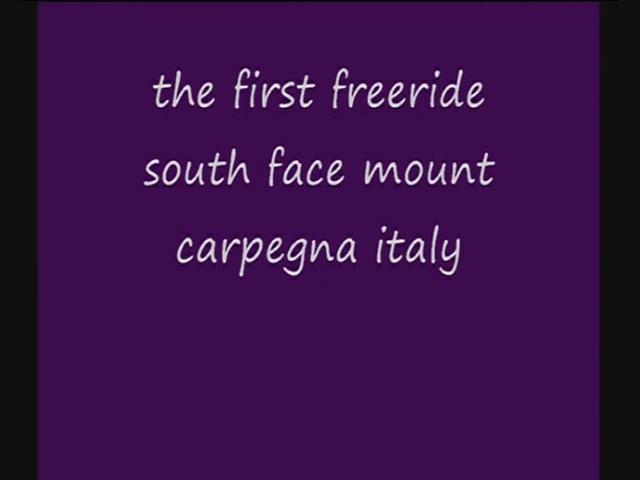 the first freeride
south face mount
carpegna italy